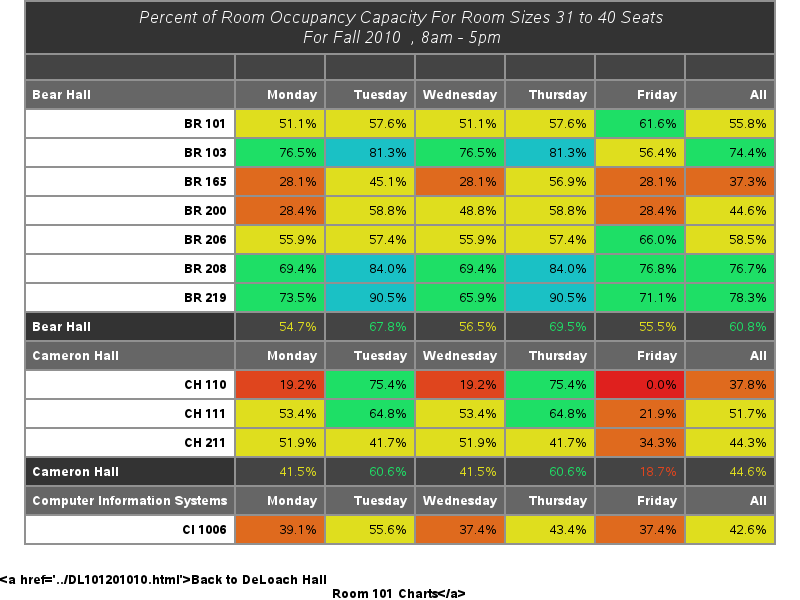 Percent of Room Occupancy Capacity For Room Sizes 31 to 40 Seats
For Fall 2010 , 8am - 5pm
Bear Hall Monday Tuesday Wednesday Thursday Friday All
BR 101 51.1% 57.6% 51.1% 57.6% 61.6% 55.8%
BR 103 76.5% 81.3% 76.5% 81.3% 56.4% 74.4%
BR 165 28.1% 45.1% 28.1% 56.9% 28.1% 37.3%
BR 200 28.4% 58.8% 48.8% 58.8% 28.4% 44.6%
BR 206 55.9% 57.4% 55.9% 57.4% 66.0% 58.5%
BR 208 69.4% 84.0% 69.4% 84.0% 76.8% 76.7%
BR 219 73.5% 90.5% 65.9% 90.5% 71.1% 78.3%
Bear Hall 54.7% 67.8% 56.5% 69.5% 55.5% 60.8%
Cameron Hall Monday Tuesday Wednesday Thursday Friday All
CH 110 19.2% 75.4% 19.2% 75.4% 0.0% 37.8%
CH 111 53.4% 64.8% 53.4% 64.8% 21.9% 51.7%
CH 211 51.9% 41.7% 51.9% 41.7% 34.3% 44.3%
Cameron Hall 41.5% 60.6% 41.5% 60.6% 18.7% 44.6%
Computer Information Systems Monday Tuesday Wednesday Thursday Friday All
CI 1006 39.1% 55.6% 37.4% 43.4% 37.4% 42.6%
<a href='../DL101201010.html'>Back to DeLoach Hall
Room 101 Charts</a>